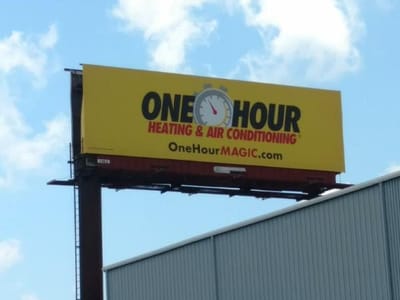 ONE HOUR
HEATING & AIR CONDITIONING
OneHourMAGIC.com